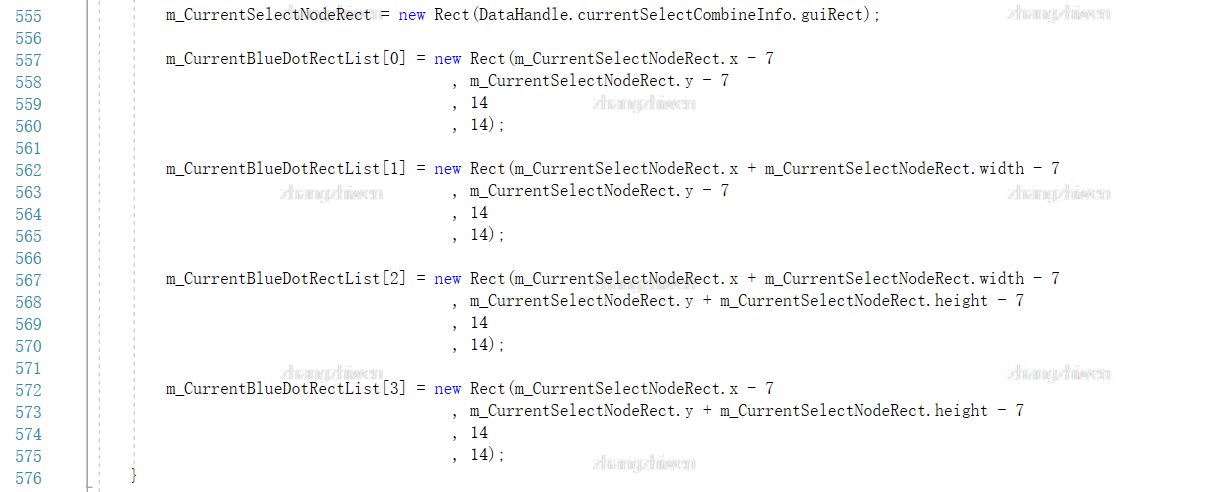 555 m_CurrentSelectNodeRect = new Rect(DataHandle.currentSelectCombineInfo.guiRect);
556
557 m_CurrentBlueDotRectList[0] = new Rect(m_CurrentSelectNodeRect.x - 7
558 , m_CurrentSelectNodeRect.y - 7
559 , 14
560 , 14);
561
562 m_CurrentBlueDotRectList[1] = new Rect(m_CurrentSelectNodeRect.x + m_CurrentSelectNodeRect.width - 7
563 , m_CurrentSelectNodeRect.y - 7
564 , 14
565 , 14);
566
567 m_CurrentBlueDotRectList[2] = new Rect(m_CurrentSelectNodeRect.x + m_CurrentSelectNodeRect.width - 7
568 , m_CurrentSelectNodeRect.y + m_CurrentSelectNodeRect.height - 7
569 , 14
570 , 14);
571
572 m_CurrentBlueDotRectList[3] = new Rect(m_CurrentSelectNodeRect.x - 7
573 , m_CurrentSelectNodeRect.y + m_CurrentSelectNodeRect.height - 7
574 , 14
575 , 14);
576 }